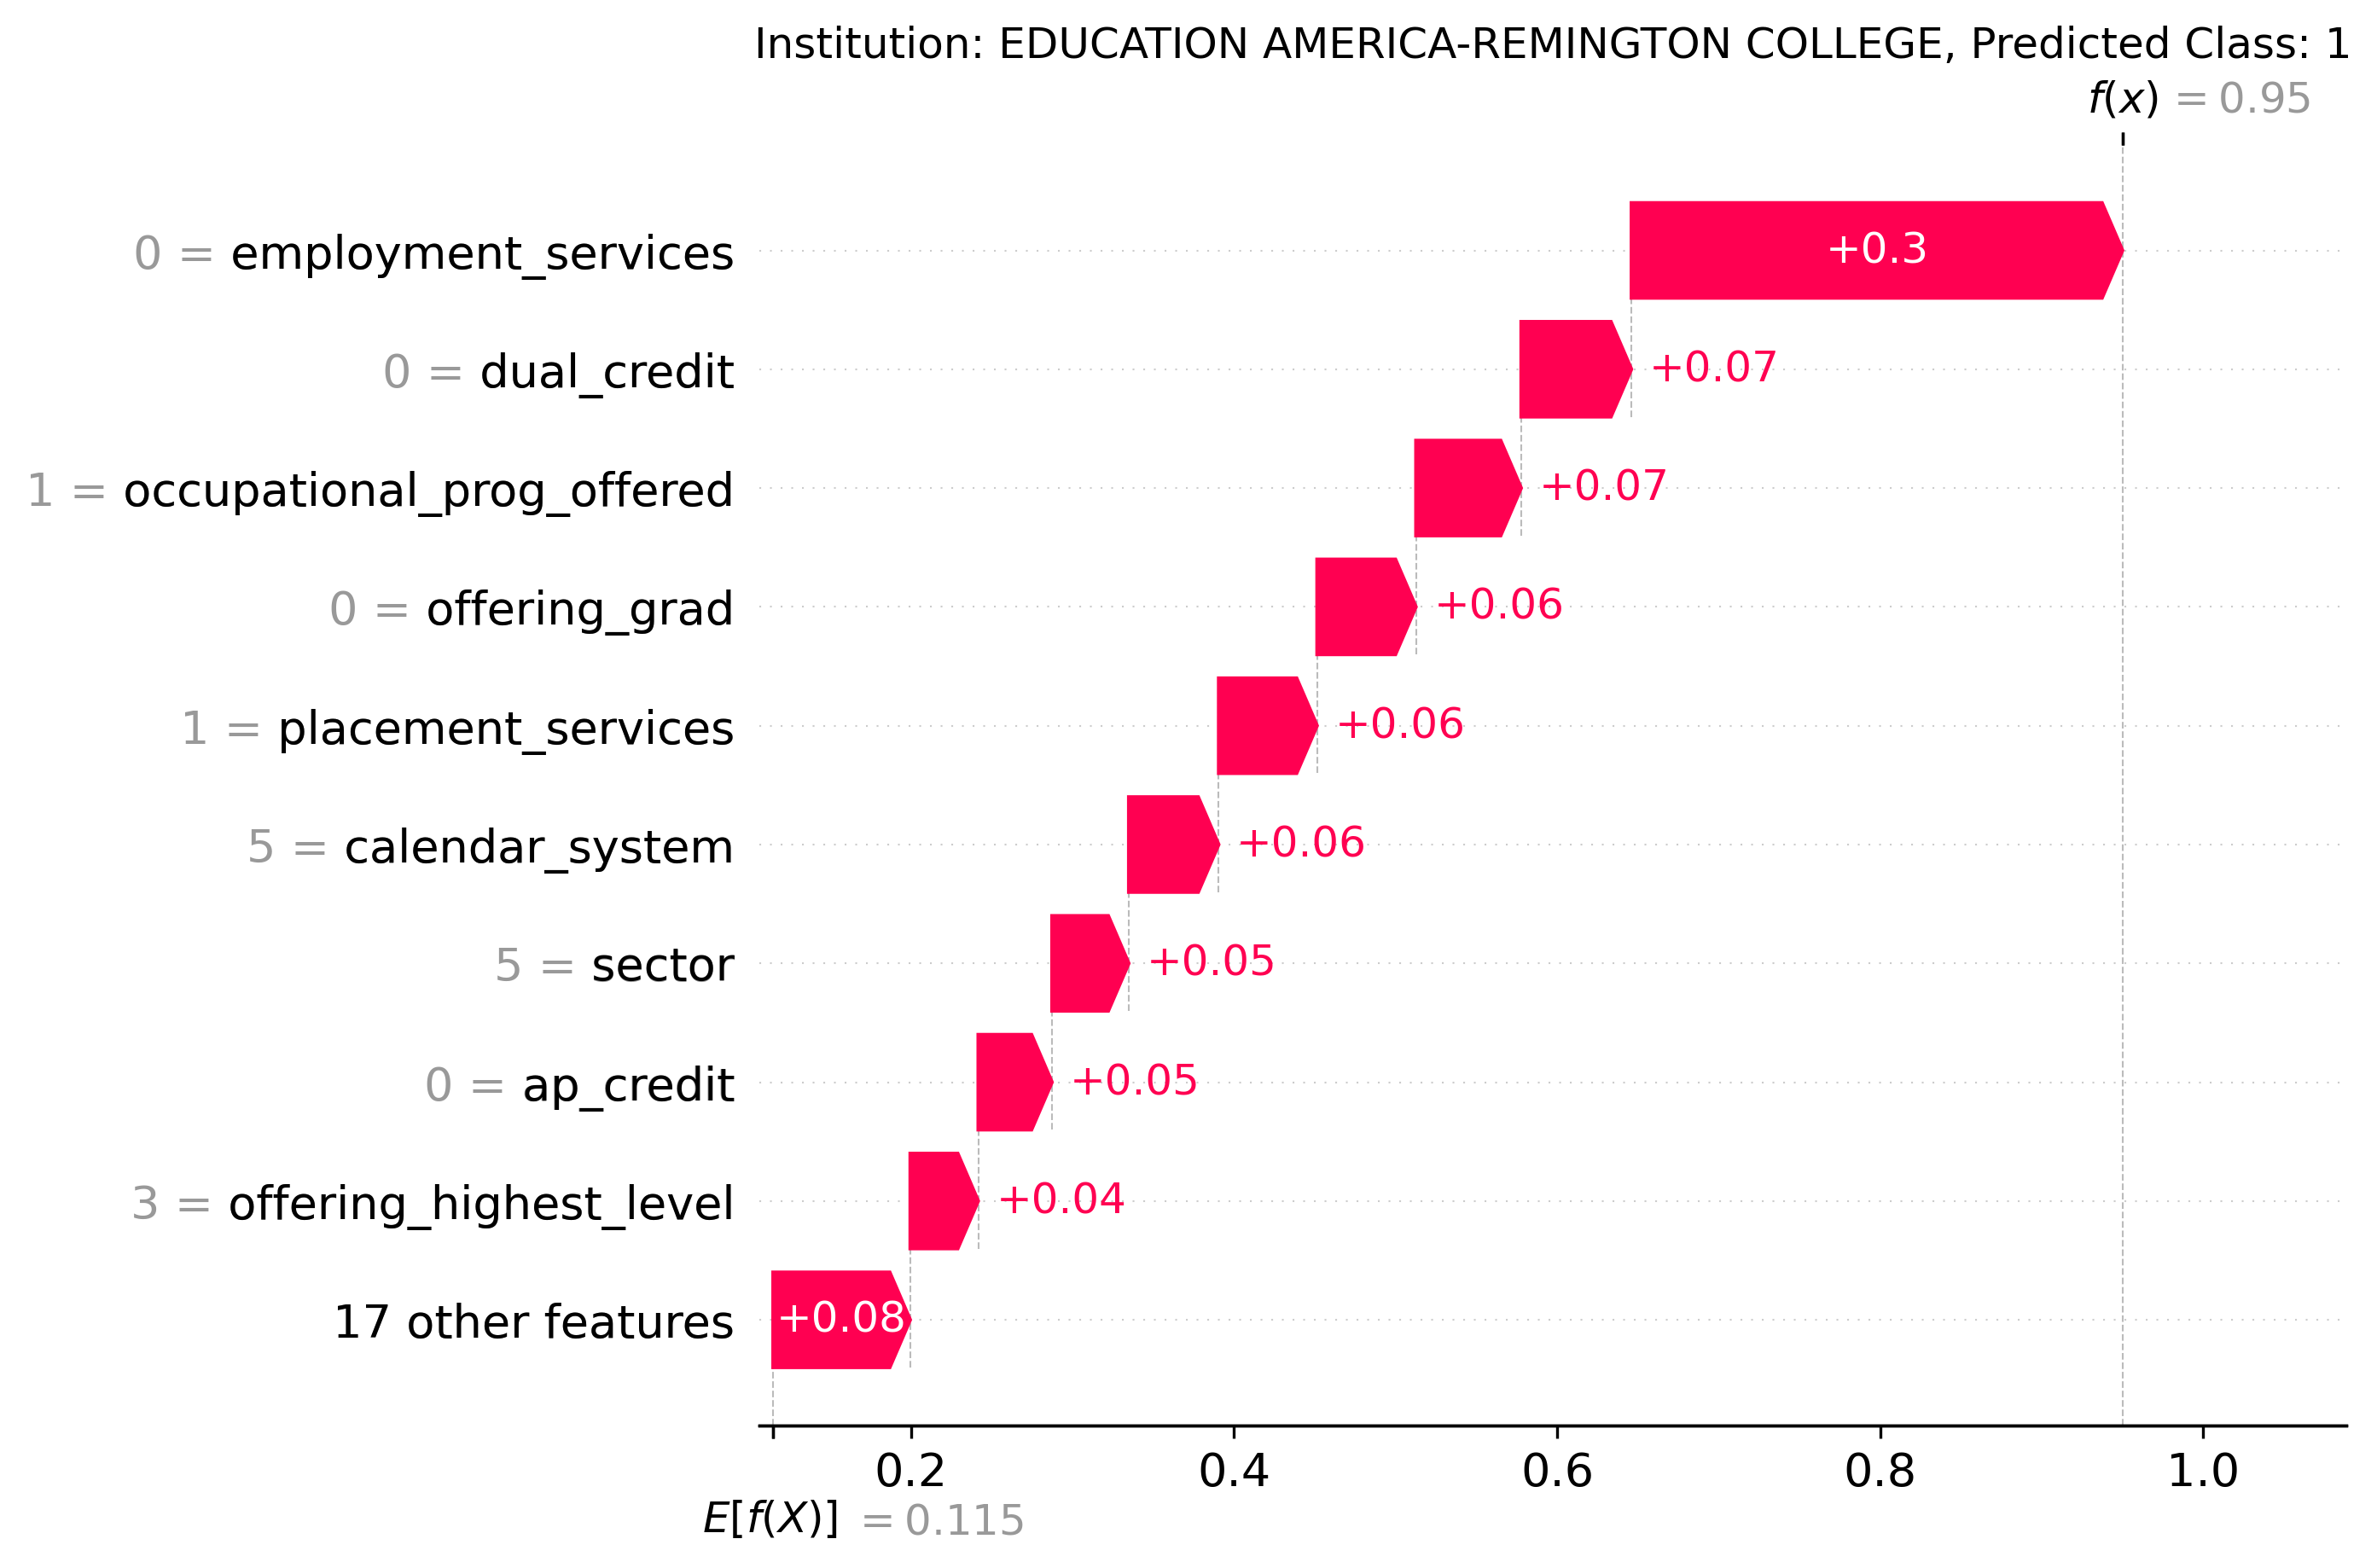 Institution: EDUCATION AMERICA-REMINGTON COLLEGE, Predicted Class: 1
f(x) = 0.95
0 = employment_services +0.3
0 = dual_credit +0.07
1 = occupational_prog_offered +0.07
0 = offering_grad +0.06
1 = placement_services +0.06
5 = calendar_system +0.06
5 = sector +0.05
0 = ap_credit +0.05
3 = offering_highest_level +0.04
17 other features +0.08
0.2 0.4 0.6 0.8 1.0
E[f(X)] = 0.115